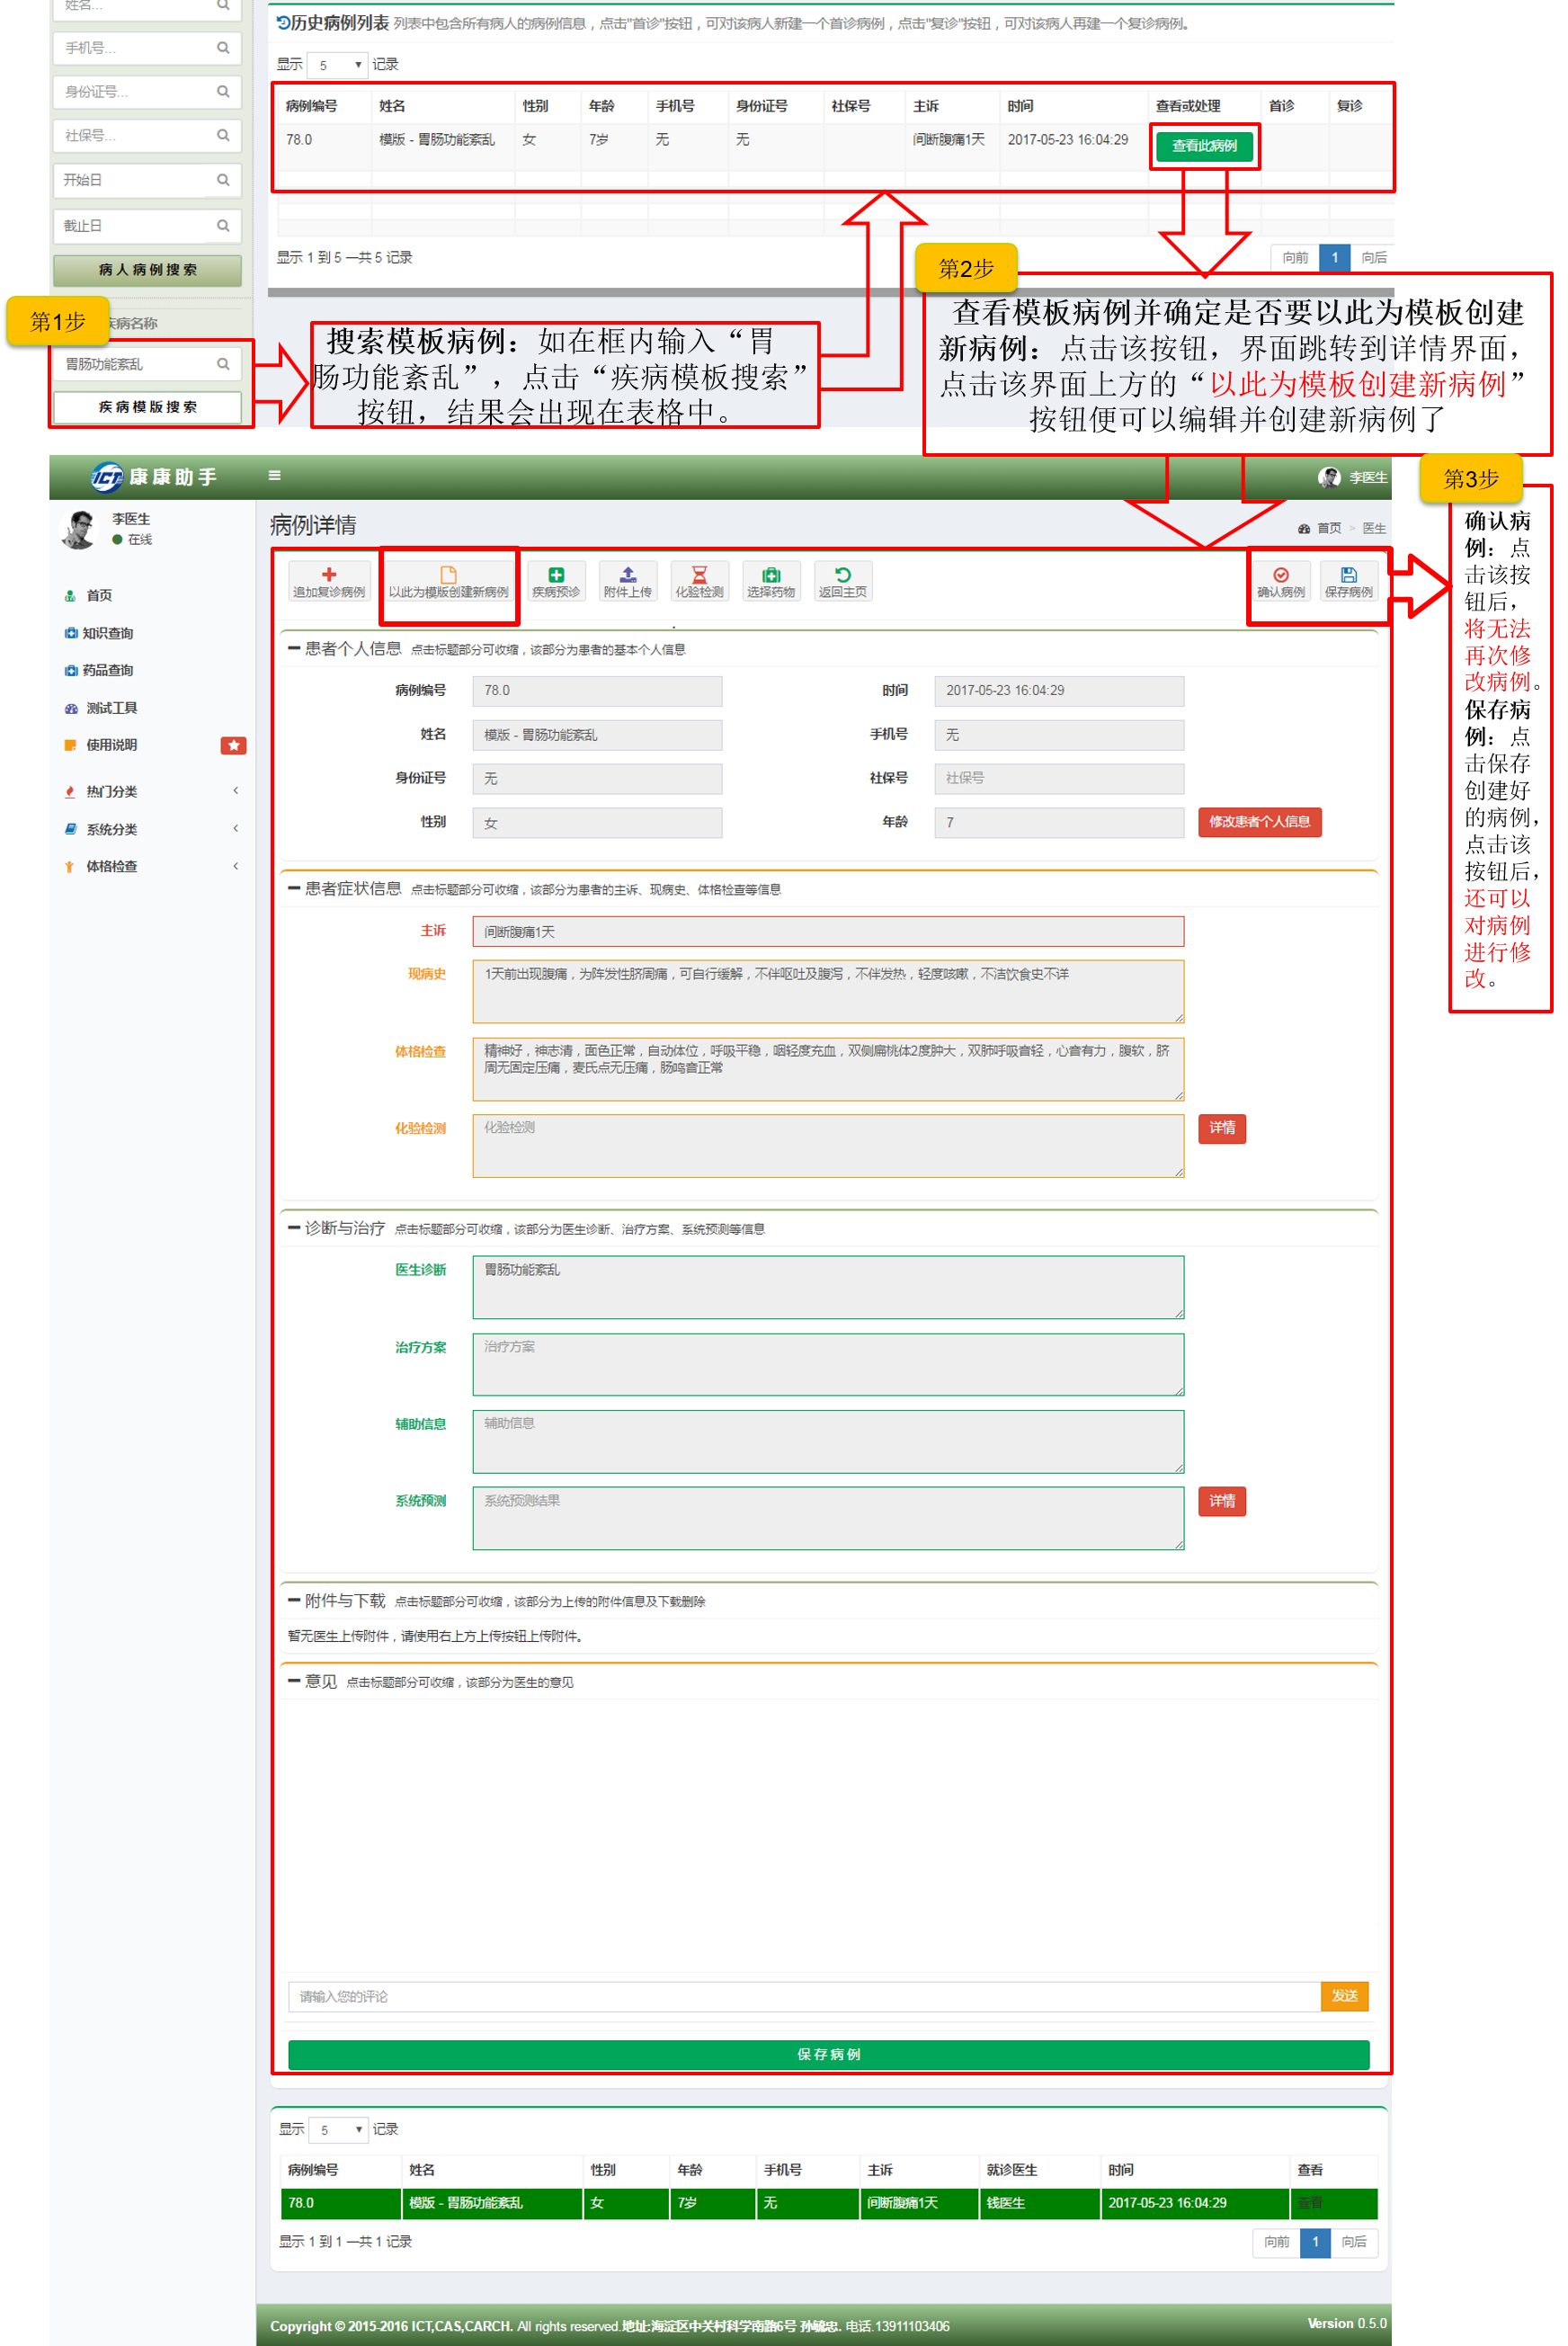 姓名...
手机号...
身份证号...
社保号...
开始日
截止日
病人病例搜索
历史病例列表 列表中包含所有病人的病例信息，点击"首诊"按钮，可对该病人新建一个首诊病例，点击"复诊"按钮，可对该病人再建一个复诊病例。
显示 5 记录
病例编号 姓名 性别 年龄 手机号 身份证号 社保号 主诉 时间 查看或处理 首诊 复诊
78.0 模版 - 胃肠功能紊乱 女 7岁 无 无 间断腹痛1天 2017-05-23 16:04:29 查看此病例
显示 1 到 5 —共 5 记录
向前 1 向后
第1步
疾病名称
胃肠功能紊乱
疾病模版搜索
搜索模板病例：如在框内输入“胃
肠功能紊乱”，点击“疾病模板搜索”
按钮，结果会出现在表格中。
第2步
查看模板病例并确定是否要以此为模板创建
新病例：点击该按钮，界面跳转到详情界面，
点击该界面上方的“以此为模板创建新病例”
按钮便可以编辑并创建新病例了
ICT 康康助手
李医生
第3步
确认病
例：点
击该按
钮后，
将无法
再次修
改病例。
保存病
例：点
击保存
创建好
的病例，
点击该
按钮后，
还可以
对病例
进行修
改。
李医生
在线
首页
知识查询
药品查询
测试工具
使用说明
热门分类
系统分类
体格检查
病例详情
首页 > 医生
追加复诊病例 以此为模版创建新病例 疾病预诊 附件上传 化验检测 选择药物 返回主页 确认病例 保存病例
患者个人信息 点击标题部分可收缩，该部分为患者的基本个人信息
病例编号 78.0 时间 2017-05-23 16:04:29
姓名 模版 - 胃肠功能紊乱 手机号 无
身份证号 无 社保号 社保号
性别 女 年龄 7 修改患者个人信息
患者症状信息 点击标题部分可收缩，该部分为患者的主诉、现病史、体格检查等信息
主诉 间断腹痛1天
现病史 1天前出现腹痛，为阵发性脐周痛，可自行缓解，不伴呕吐及腹泻，不伴发热，轻度咳嗽，不洁饮食史不详
体格检查 精神好，神志清，面色正常，自动体位，呼吸平稳，咽轻度充血，双侧扁桃体2度肿大，双肺呼吸音轻，心音有力，腹软，脐
周无固定压痛，麦氏点无压痛，肠鸣音正常
化验检测 化验检测 详情
诊断与治疗 点击标题部分可收缩，该部分为医生诊断、治疗方案、系统预测等信息
医生诊断 胃肠功能紊乱
治疗方案 治疗方案
辅助信息 辅助信息
系统预测 系统预测结果 详情
附件与下载 点击标题部分可收缩，该部分为上传的附件信息及下载删除
暂无医生上传附件，请使用右上方上传按钮上传附件。
意见 点击标题部分可收缩，该部分为医生的意见
请输入您的评论 发送
保存病例
显示 5 记录
病例编号 姓名 性别 年龄 手机号 主诉 就诊医生 时间 查看
78.0 模版 - 胃肠功能紊乱 女 7岁 无 间断腹痛1天 钱医生 2017-05-23 16:04:29 查看
显示 1 到 1 —共 1 记录
向前 1 向后
Copyright © 2015-2016 ICT,CAS,CARCH. All rights reserved.地址:海淀区中关村科学南路6号 孙毓忠. 电话.13911103406
Version 0.5.0